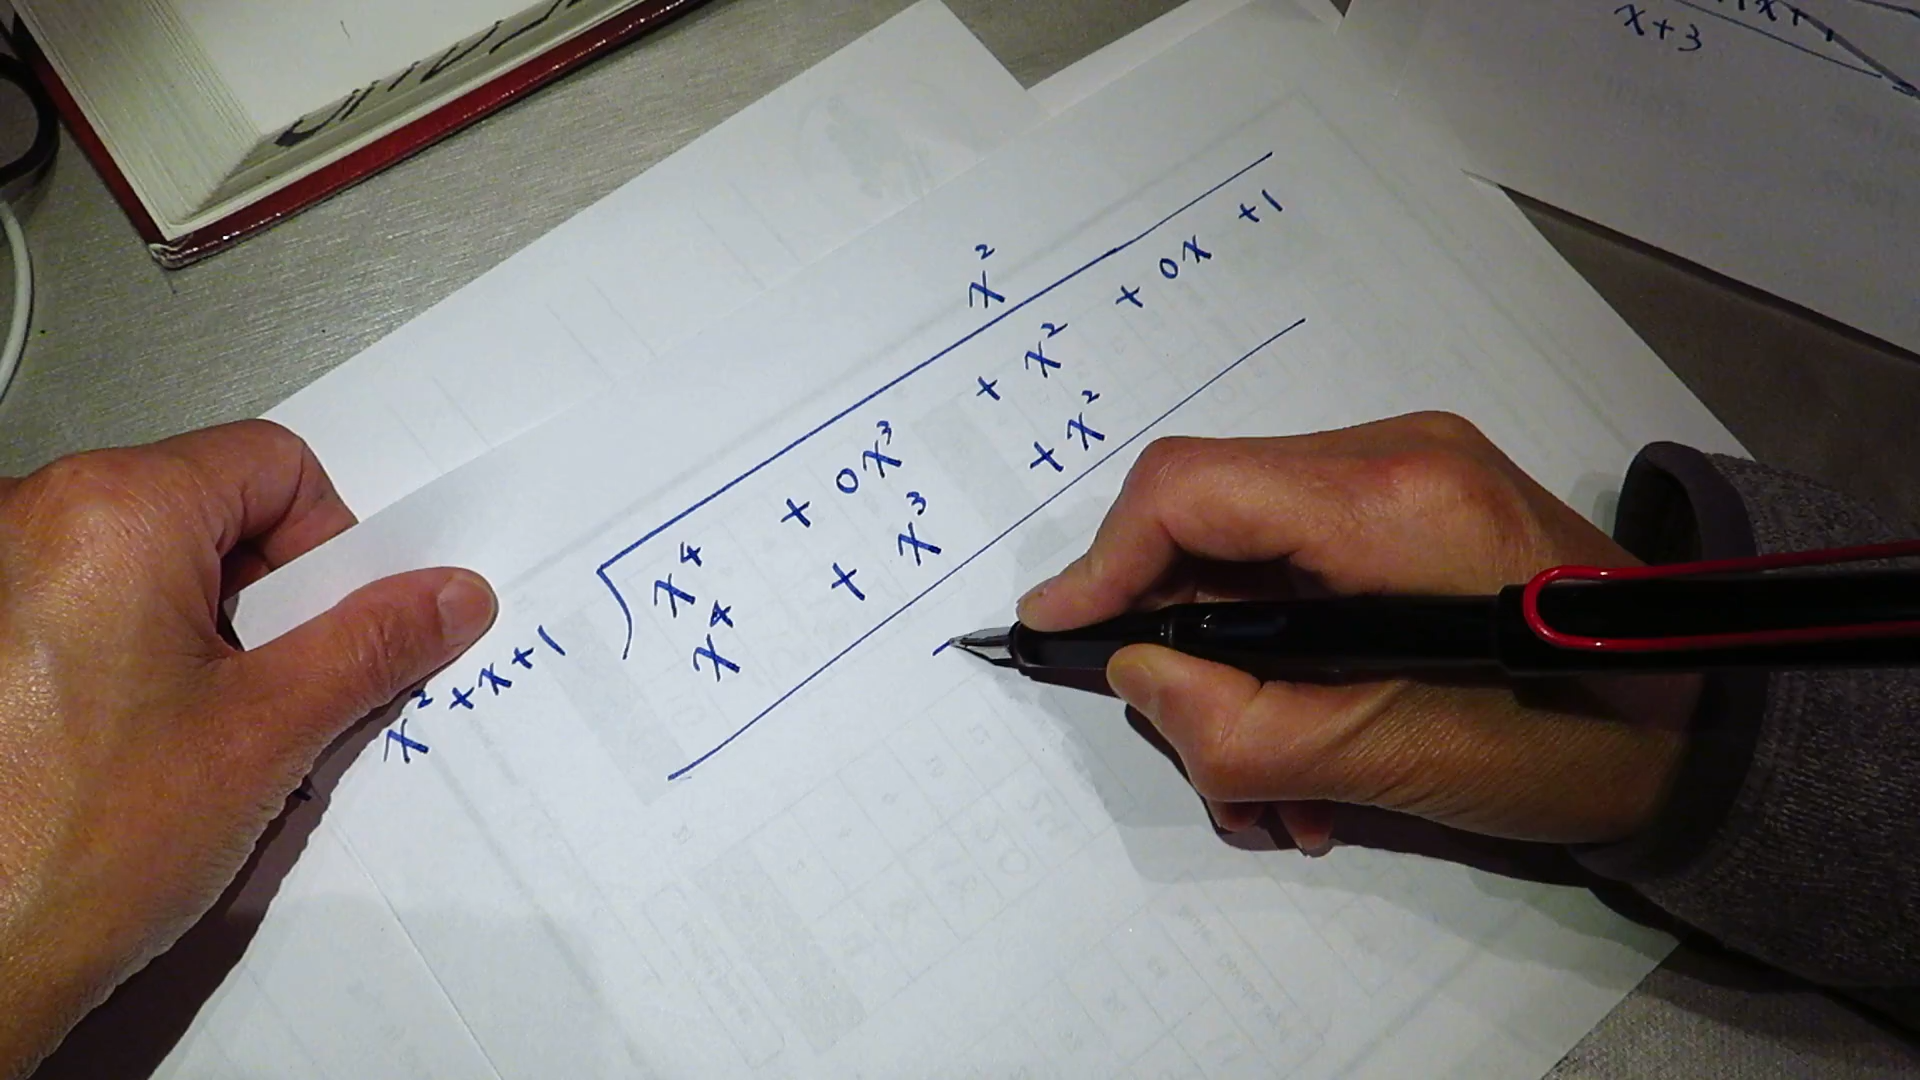 x²
x⁴ + 0x³ + x² + 0x +1
x²+x+1
x⁴ + x³ + x²
x+3